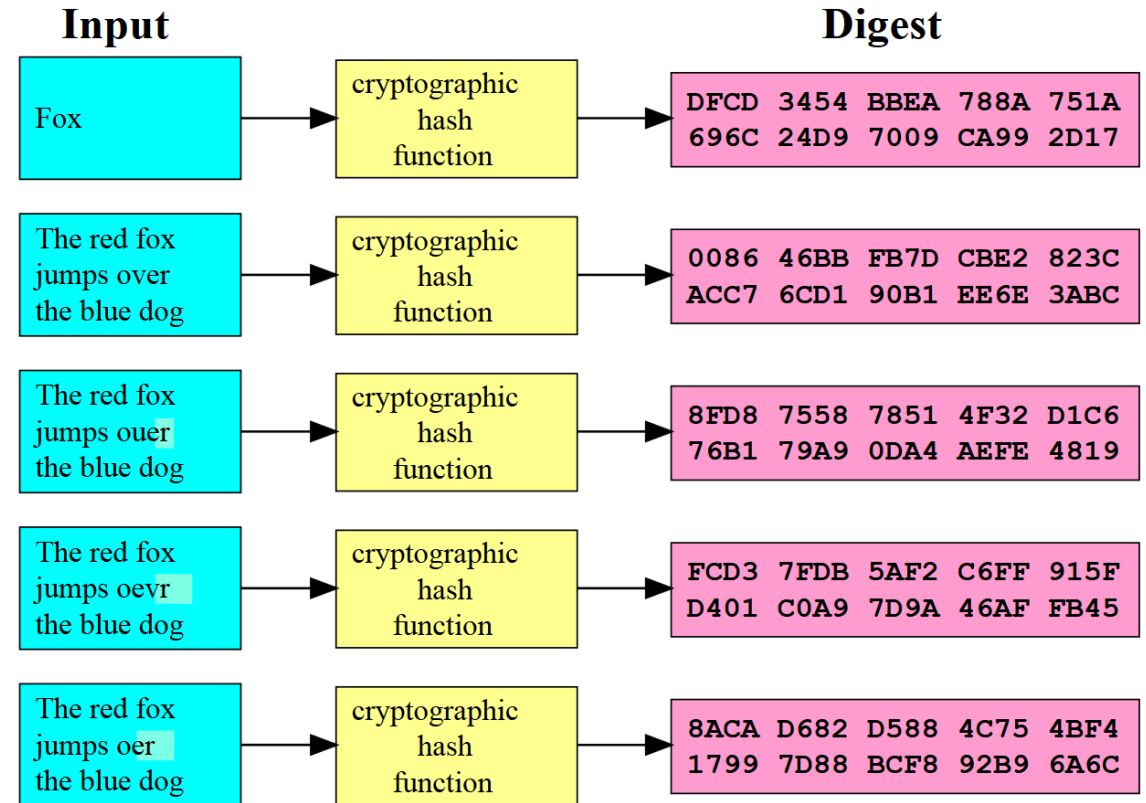 Input
Digest
Fox
cryptographic
hash
function
DFCD 3454 BBEA 788A 751A
696C 24D9 7009 CA99 2D17
The red fox
jumps over
the blue dog
cryptographic
hash
function
0086 46BB FB7D CBE2 823C
ACC7 6CD1 90B1 EE6E 3ABC
The red fox
jumps ouer
the blue dog
cryptographic
hash
function
8FD8 7558 7851 4F32 D1C6
76B1 79A9 0DA4 AEFE 4819
The red fox
jumps oevr
the blue dog
cryptographic
hash
function
FCD3 7FDB 5AF2 C6FF 915F
D401 C0A9 7D9A 46AF FB45
The red fox
jumps oer
the blue dog
cryptographic
hash
function
8ACA D682 D588 4C75 4BF4
1799 7D88 BCF8 92B9 6A6C